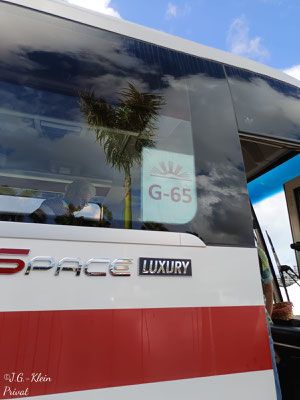 G-65
SPACE LUXURY
©J.G.-Klein
Privat